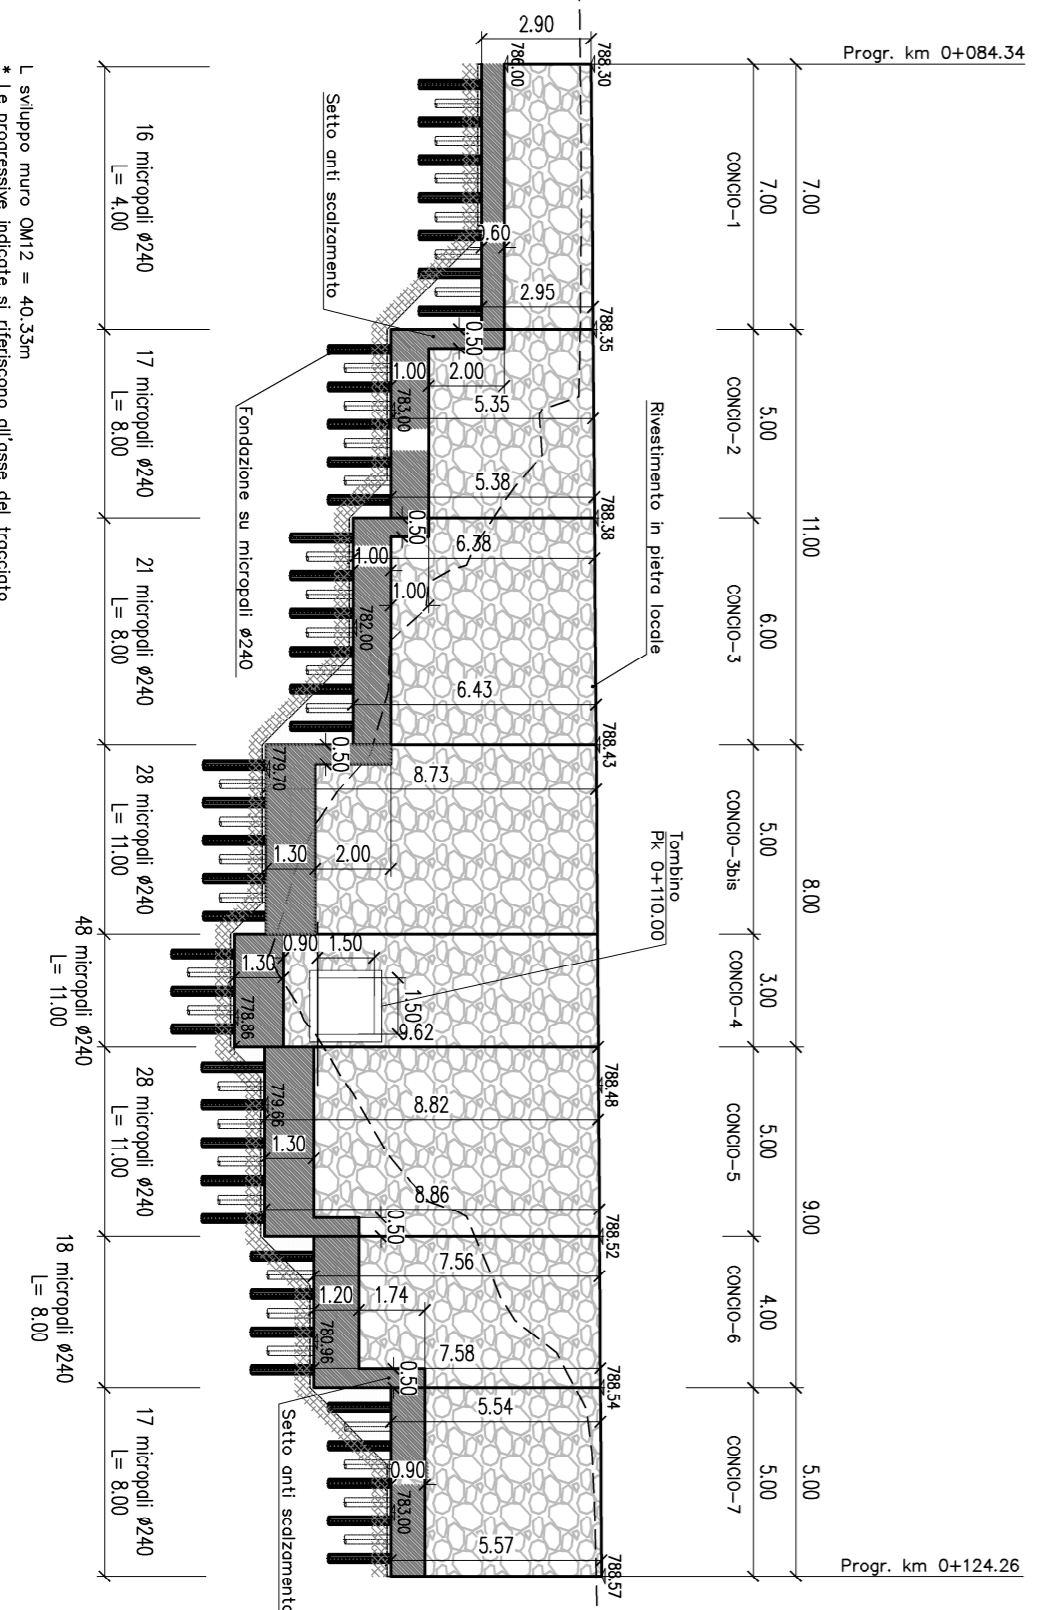 Progr. km 0+084.34
Progr. km 0+124.26
7.00
11.00
8.00
9.00
5.00
7.00
5.00
6.00
5.00
3.00
5.00
4.00
5.00
CONCIO-1
CONCIO-2
CONCIO-3
CONCIO-3bis
CONCIO-4
CONCIO-5
CONCIO-6
CONCIO-7
Rivestimento in pietra locale
Tombino
Pk 0+110.00
788.30
788.35
788.38
788.43
788.48
788.52
788.54
788.57
2.90
786.00
0.60
2.95
0.50
1.00
2.00
783.00
5.35
5.38
0.50
6.38
1.00
1.00
782.00
6.43
0.50
779.70
8.73
1.30
2.00
0.90
1.50
1.30
1.50
778.86
9.62
779.66
8.82
1.30
8.86
0.50
7.56
1.20
1.74
780.96
7.58
0.50
5.54
0.90
783.00
5.57
Setto anti scalzamento
Fondazione su micropali ø240
Setto anti scalzamento
16 micropali ø240
L= 4.00
17 micropali ø240
L= 8.00
21 micropali ø240
L= 8.00
28 micropali ø240
L= 11.00
48 micropali ø240
L= 11.00
28 micropali ø240
L= 11.00
18 micropali ø240
L= 8.00
17 micropali ø240
L= 8.00
L sviluppo muro OM12 = 40.33m
* Le progressive indicate si riferiscono all'asse del tracciato